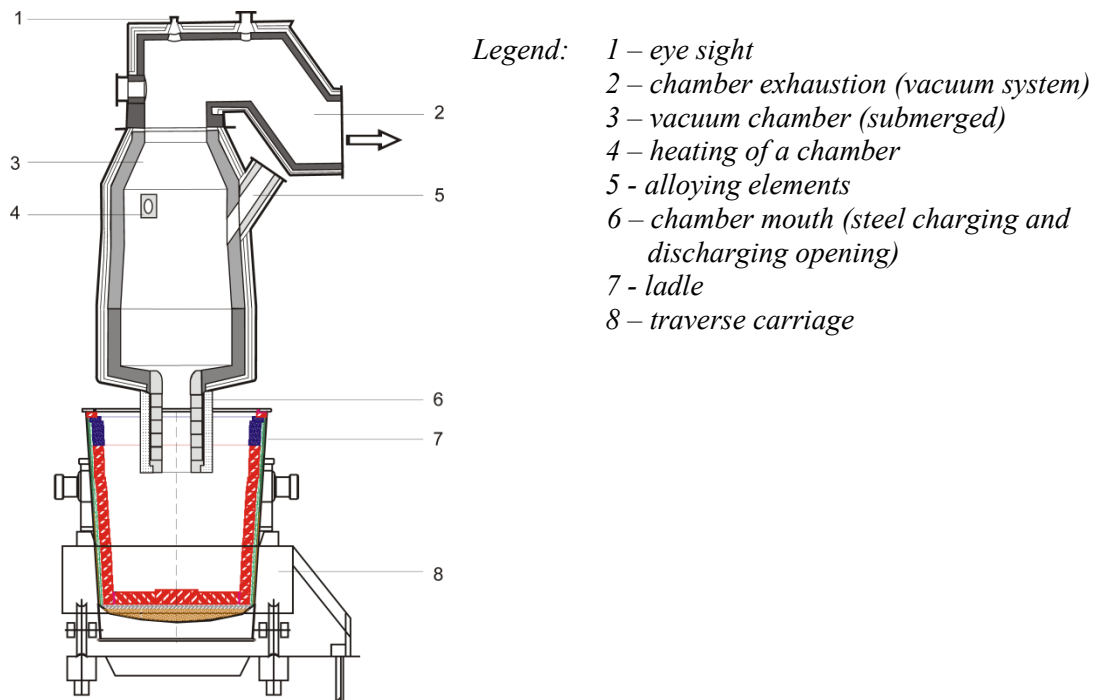 1
2
3
4
5
6
7
8
Legend: 1 – eye sight
2 – chamber exhaustion (vacuum system)
3 – vacuum chamber (submerged)
4 – heating of a chamber
5 - alloying elements
6 – chamber mouth (steel charging and
discharging opening)
7 - ladle
8 – traverse carriage